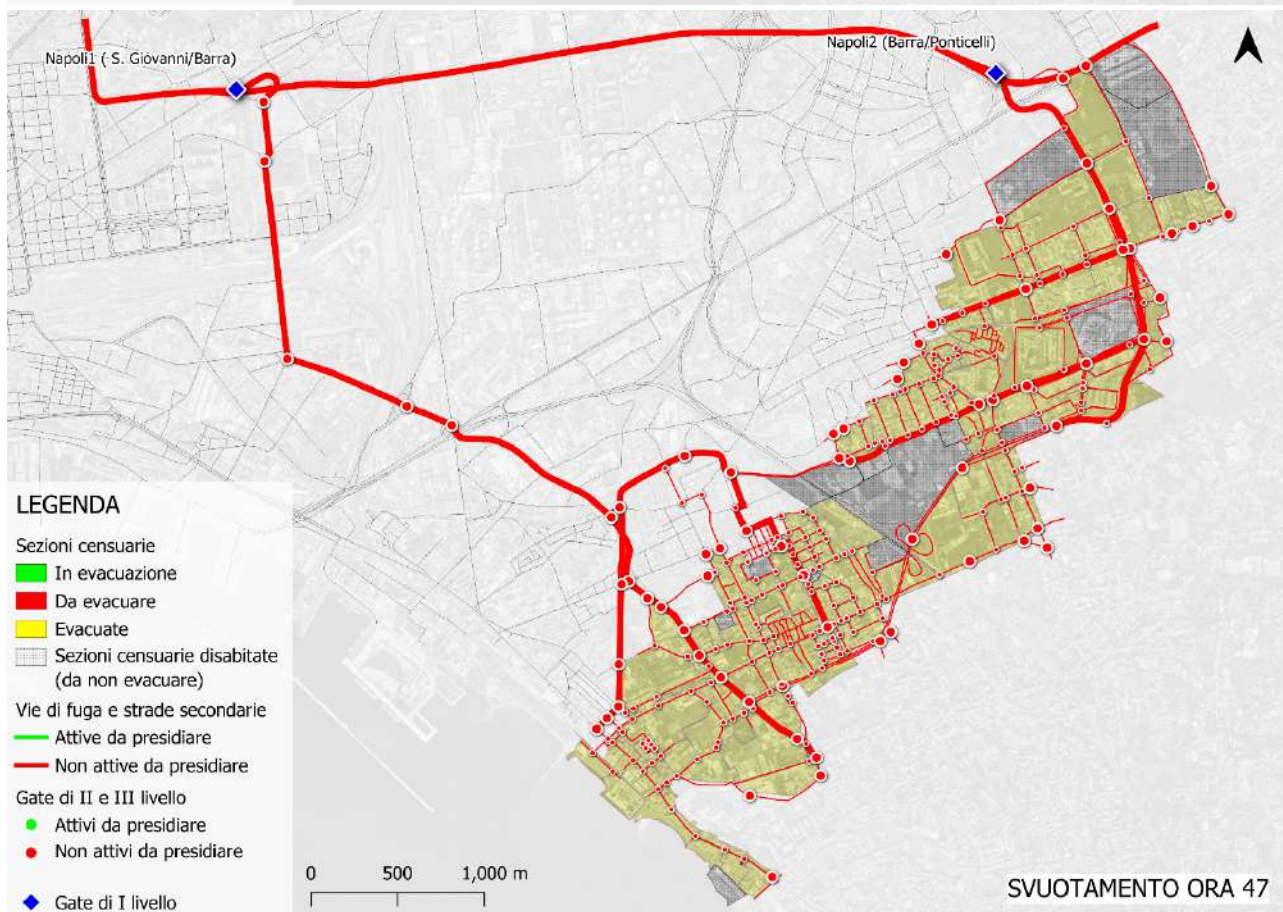 Napoli1 ( S. Giovanni/Barra)
Napoli2 (Barra/Ponticelli)
LEGENDA
Sezioni censuarie
In evacuazione
Da evacuare
Evacuate
Sezioni censuarie disabitate
(da non evacuare)
Vie di fuga e strade secondarie
Attive da presidiare
Non attive da presidiare
Gate di II e III livello
Attivi da presidiare
Non attivi da presidiare
Gate di I livello
0 500 1,000 m
SVUOTAMENTO ORA 47